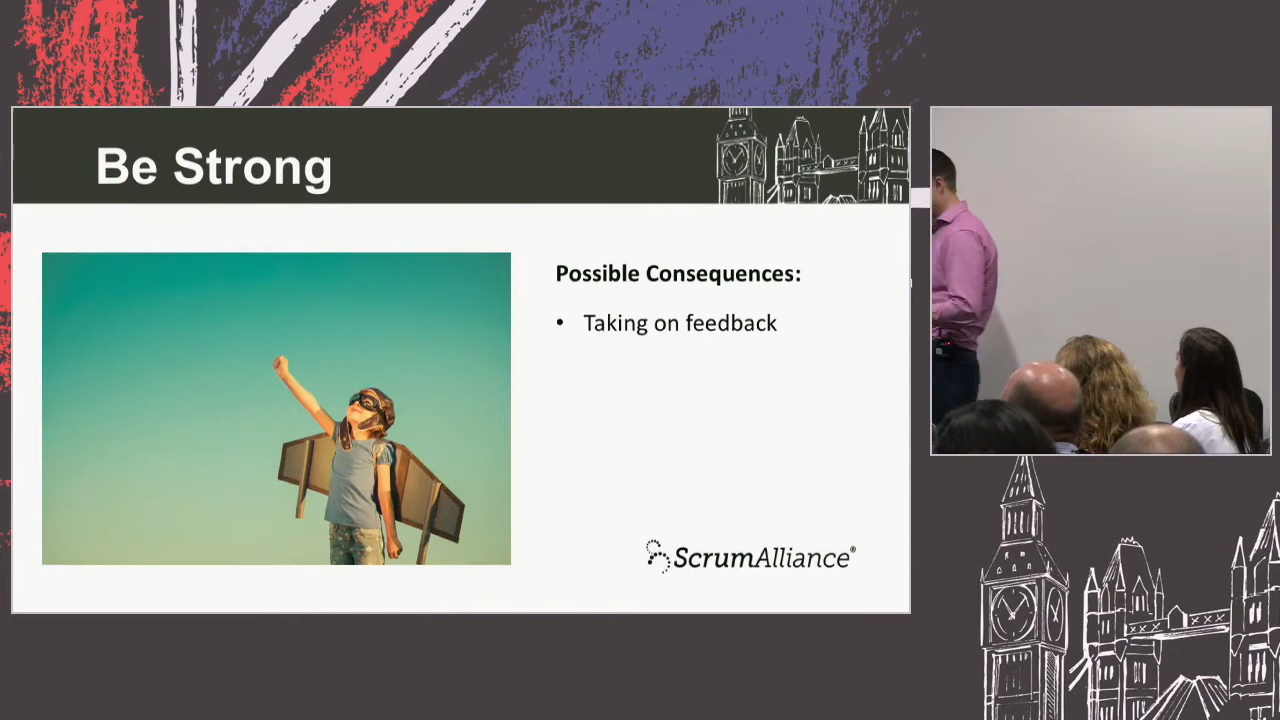 Be Strong
Possible Consequences:
• Taking on feedback
ScrumAlliance®